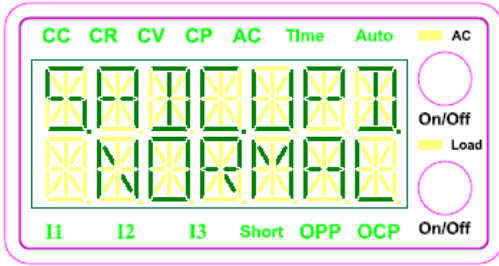 CC CR CV CP AC TIme Auto
AC
On/Off
NORMAL
Load
On/Off
I1 I2 I3 Short OPP OCP